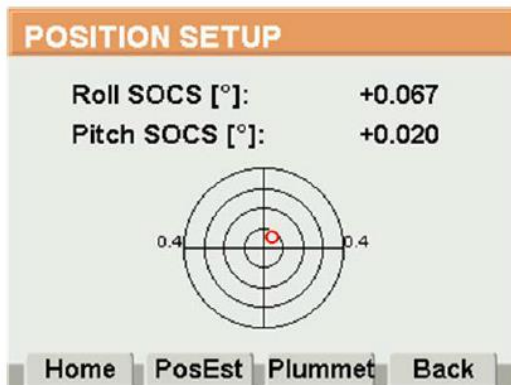 POSITION SETUP
Roll SOCS [°]: +0.067
Pitch SOCS [°]: +0.020
0.4 0.4
Home PosEst Plummet Back